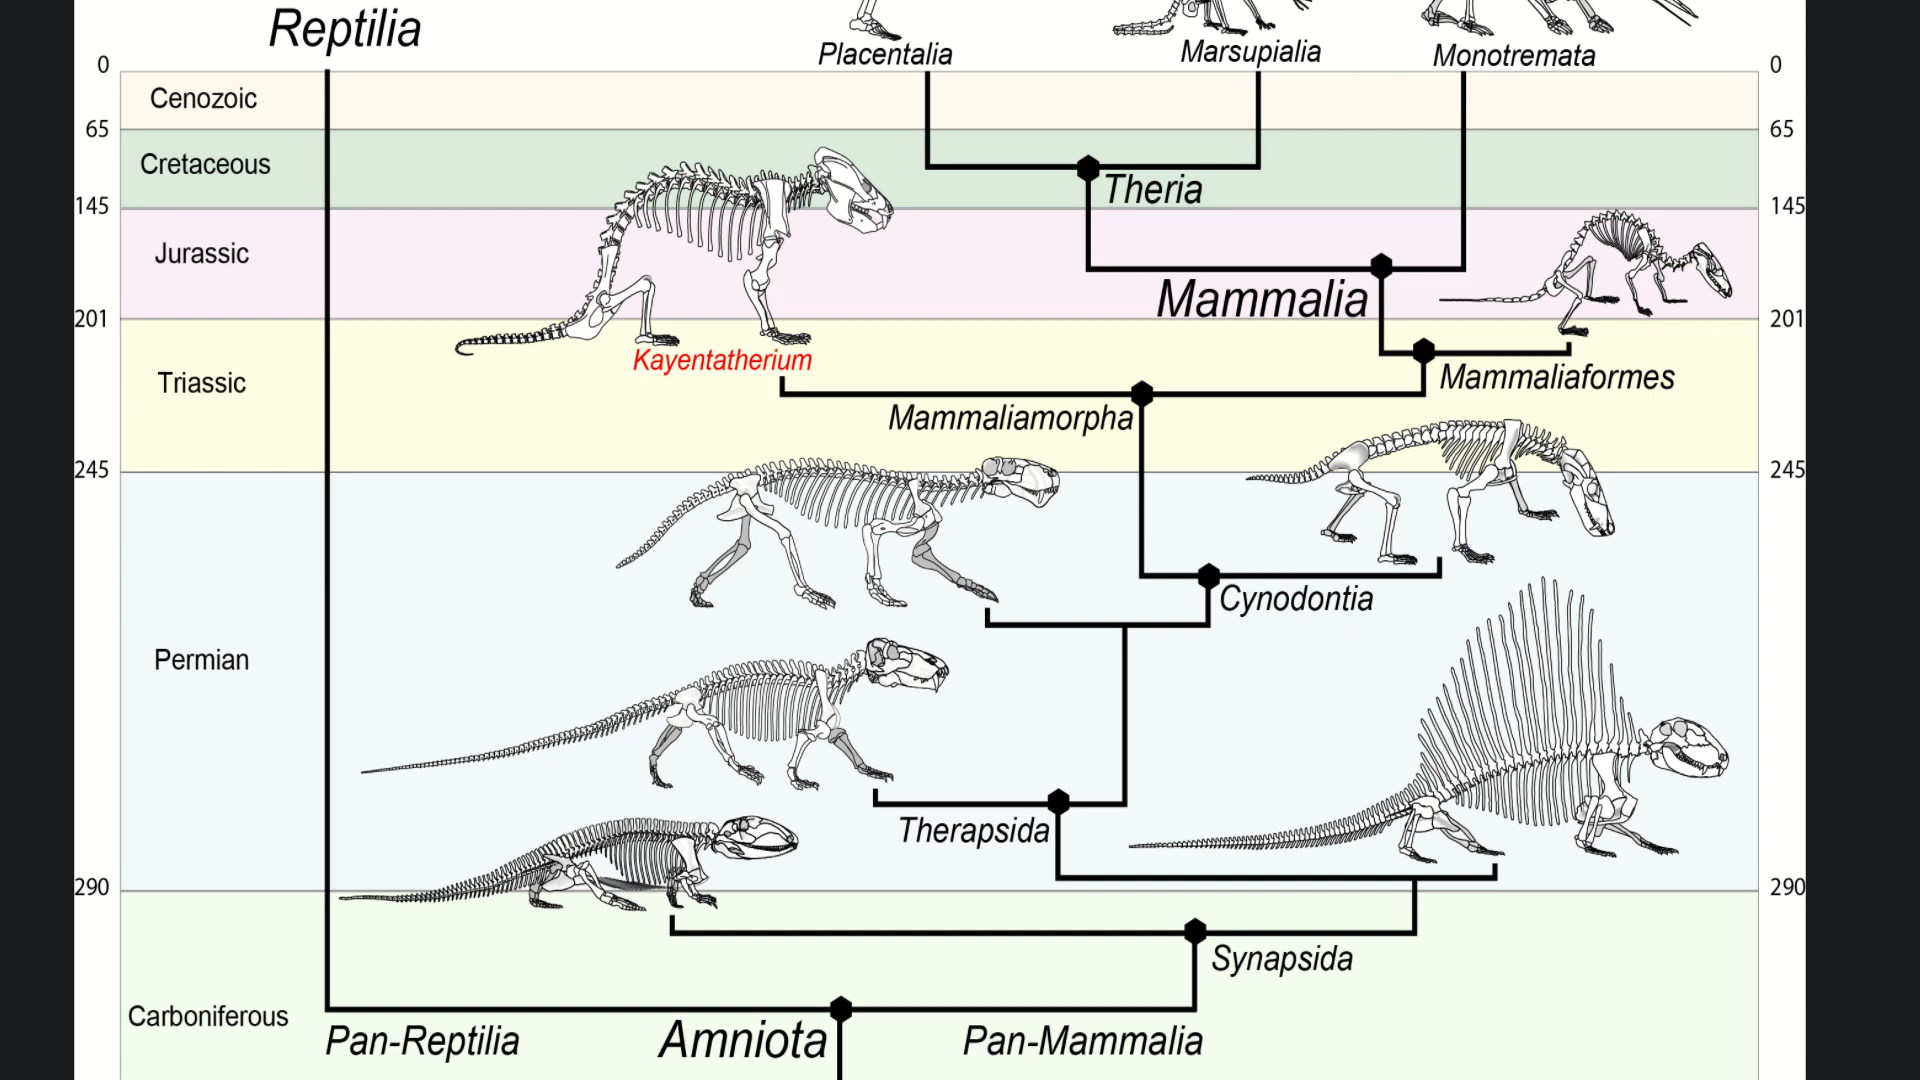 Reptilia
Placentalia
Marsupialia
Monotremata
0
0
Cenozoic
65
65
Cretaceous
Theria
145
145
Jurassic
Mammalia
201
201
Kayentatherium
Triassic
Mammaliaformes
Mammaliamorpha
245
245
Cynodontia
Permian
Therapsida
290
290
Synapsida
Carboniferous
Pan-Reptilia
Amniota
Pan-Mammalia